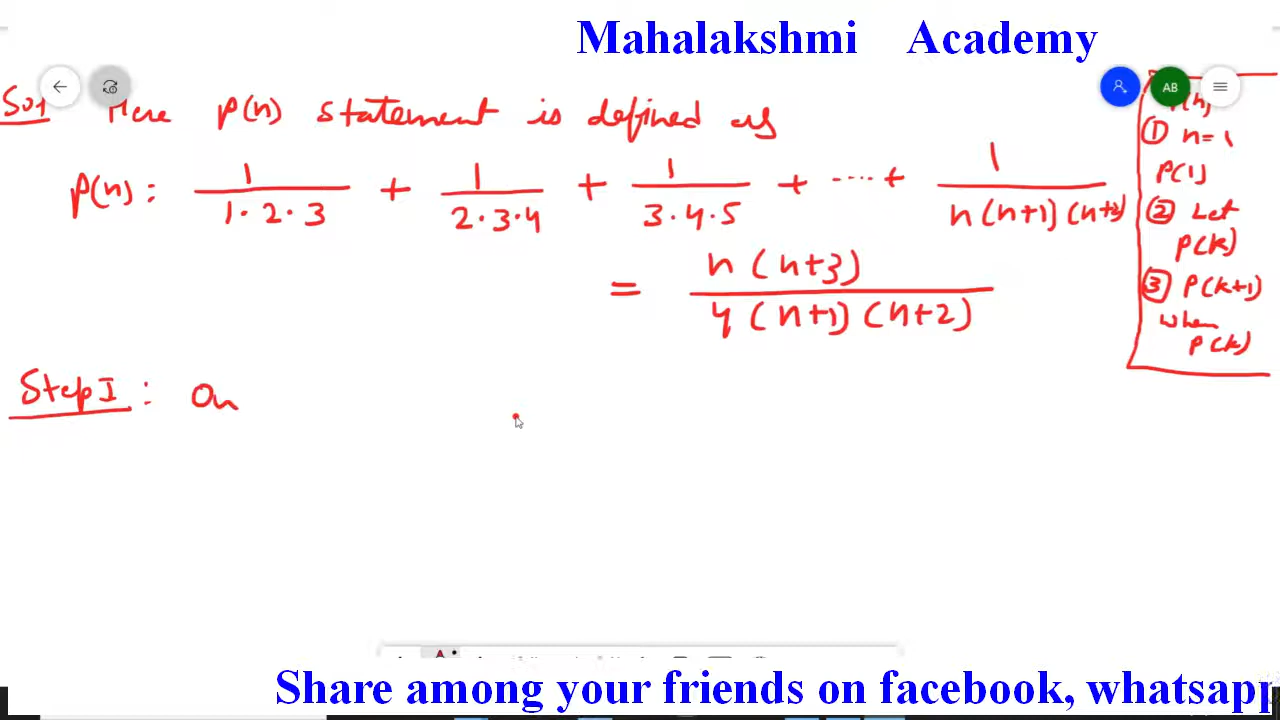 Mahalakshmi Academy
Sol Here P(n) statement is defined as
P(n): 1/(1·2·3) + 1/(2·3·4) + 1/(3·4·5) + ····+ 1/(n(n+1)(n+2))
= n(n+3)/(4(n+1)(n+2))
Step I : On
① n=1
P(1)
② Let
P(k)
③ P(k+1)
when
P(k)
AB
Share among your friends on facebook, whatsapp